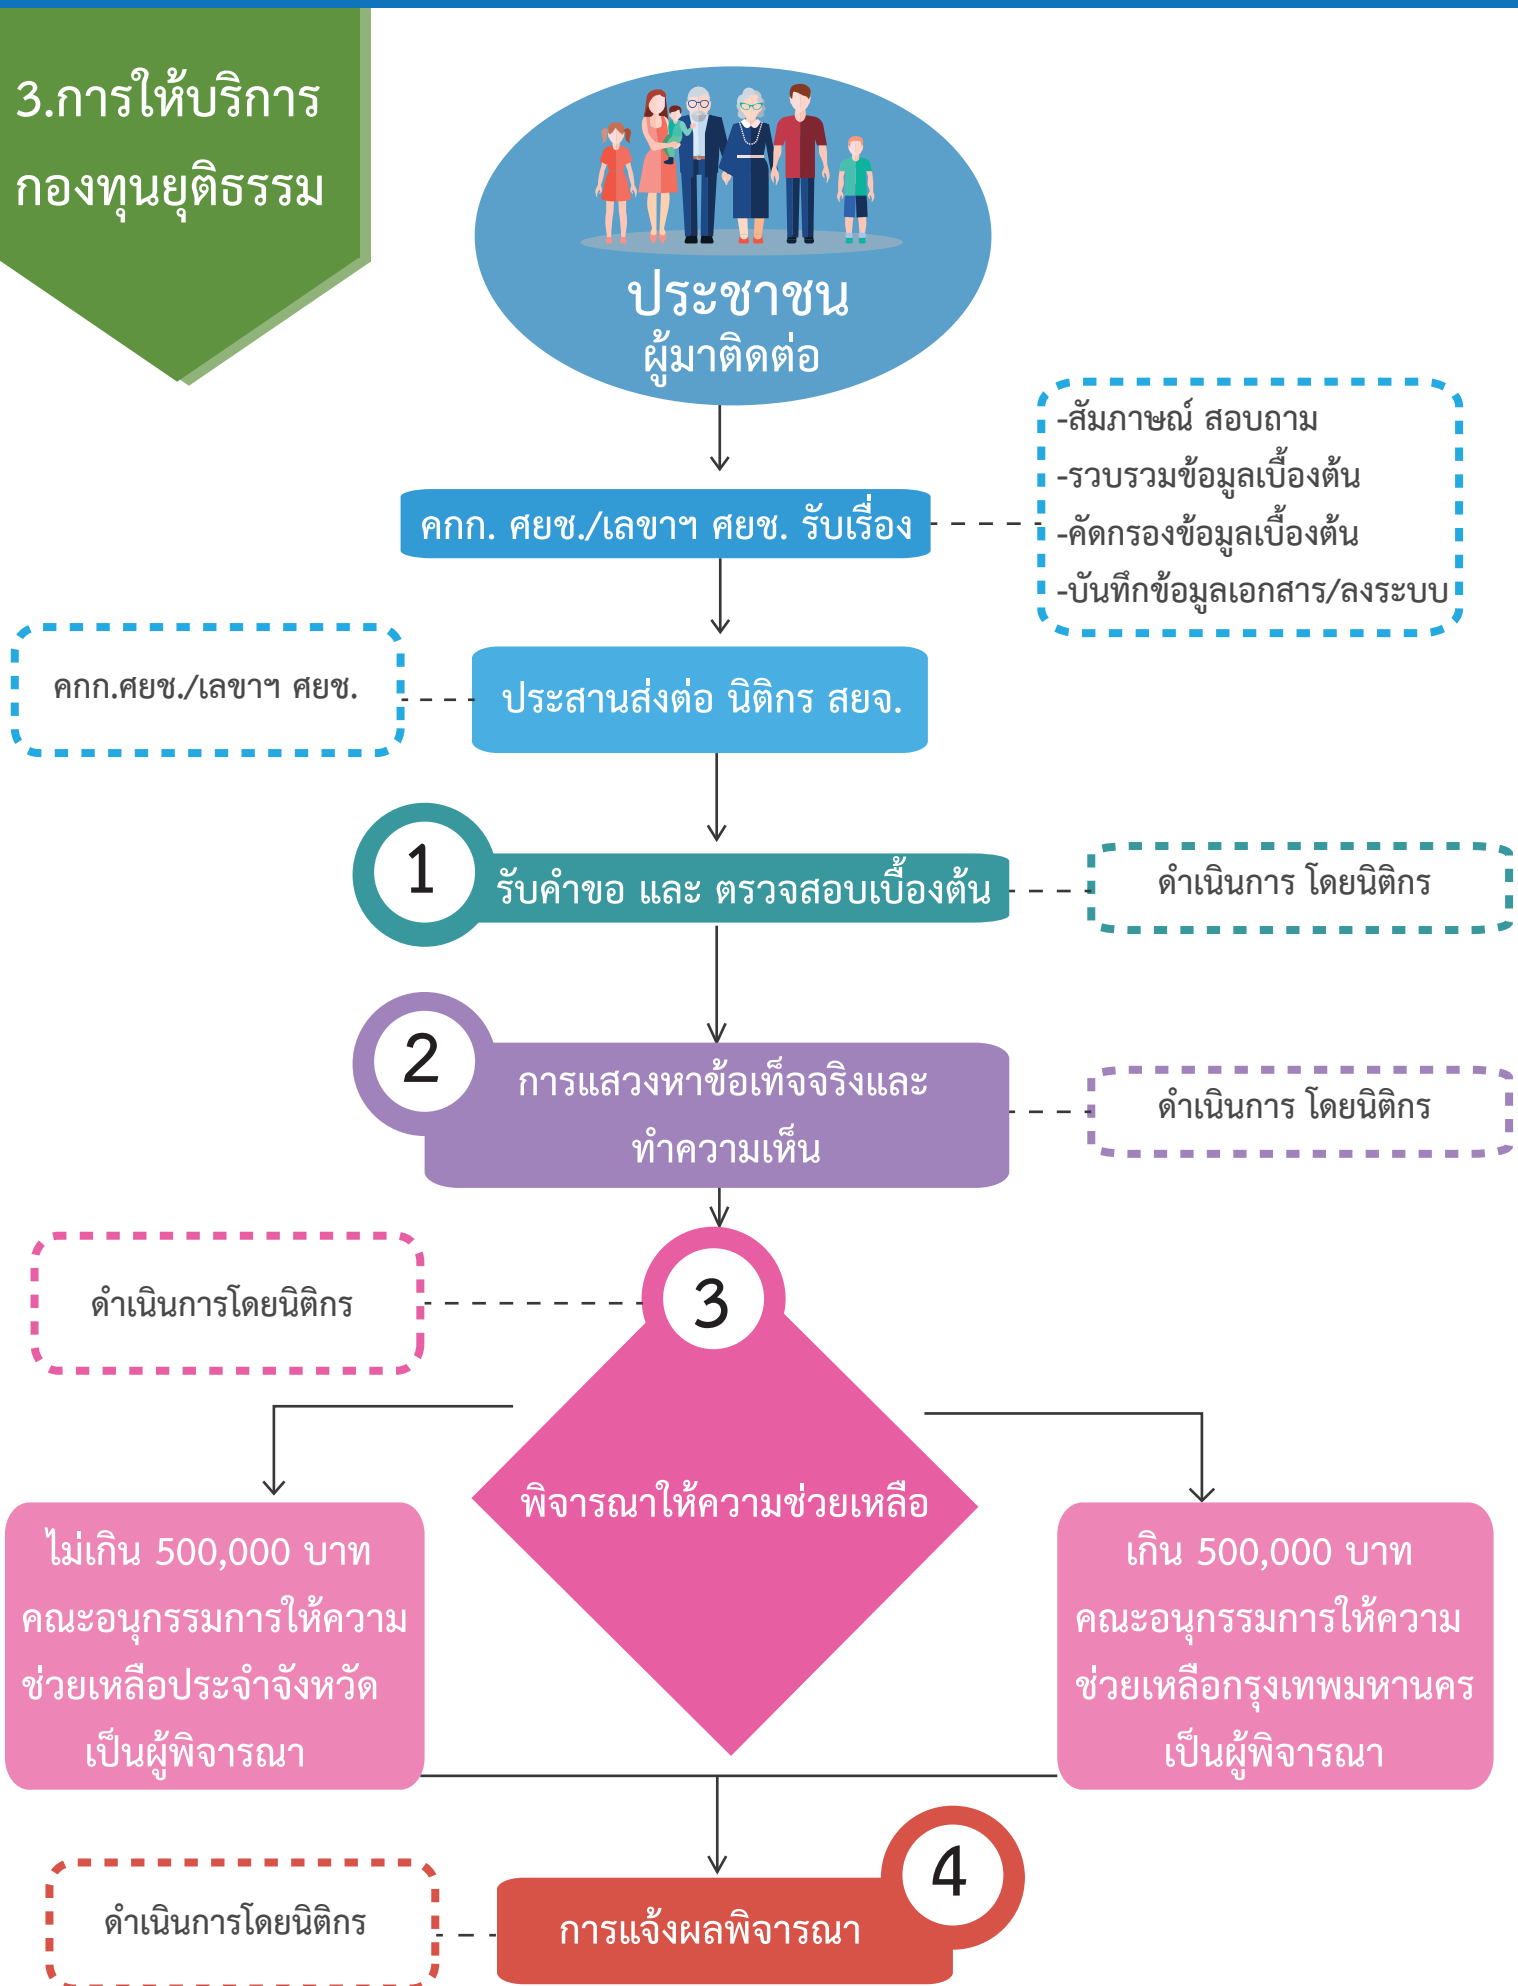 3.การให้บริการ
กองทุนยุติธรรม
ประชาชน
ผู้มาติดต่อ
-สัมภาษณ์ สอบถาม
-รวบรวมข้อมูลเบื้องต้น
-คัดกรองข้อมูลเบื้องต้น
-บันทึกข้อมูลเอกสาร/ลงระบบ
คกก. ศยช./เลขาฯ ศยช. รับเรื่อง
คกก.ศยช./เลขาฯ ศยช.
ประสานส่งต่อ นิติกร สยจ.
1
รับคำขอ และ ตรวจสอบเบื้องต้น
ดำเนินการ โดยนิติกร
2
การแสวงหาข้อเท็จจริงและ
ทำความเห็น
ดำเนินการ โดยนิติกร
3
ดำเนินการโดยนิติกร
พิจารณาให้ความช่วยเหลือ
ไม่เกิน 500,000 บาท
คณะอนุกรรมการให้ความ
ช่วยเหลือประจำจังหวัด
เป็นผู้พิจารณา
เกิน 500,000 บาท
คณะอนุกรรมการให้ความ
ช่วยเหลือกรุงเทพมหานคร
เป็นผู้พิจารณา
4
การแจ้งผลพิจารณา
ดำเนินการโดยนิติกร